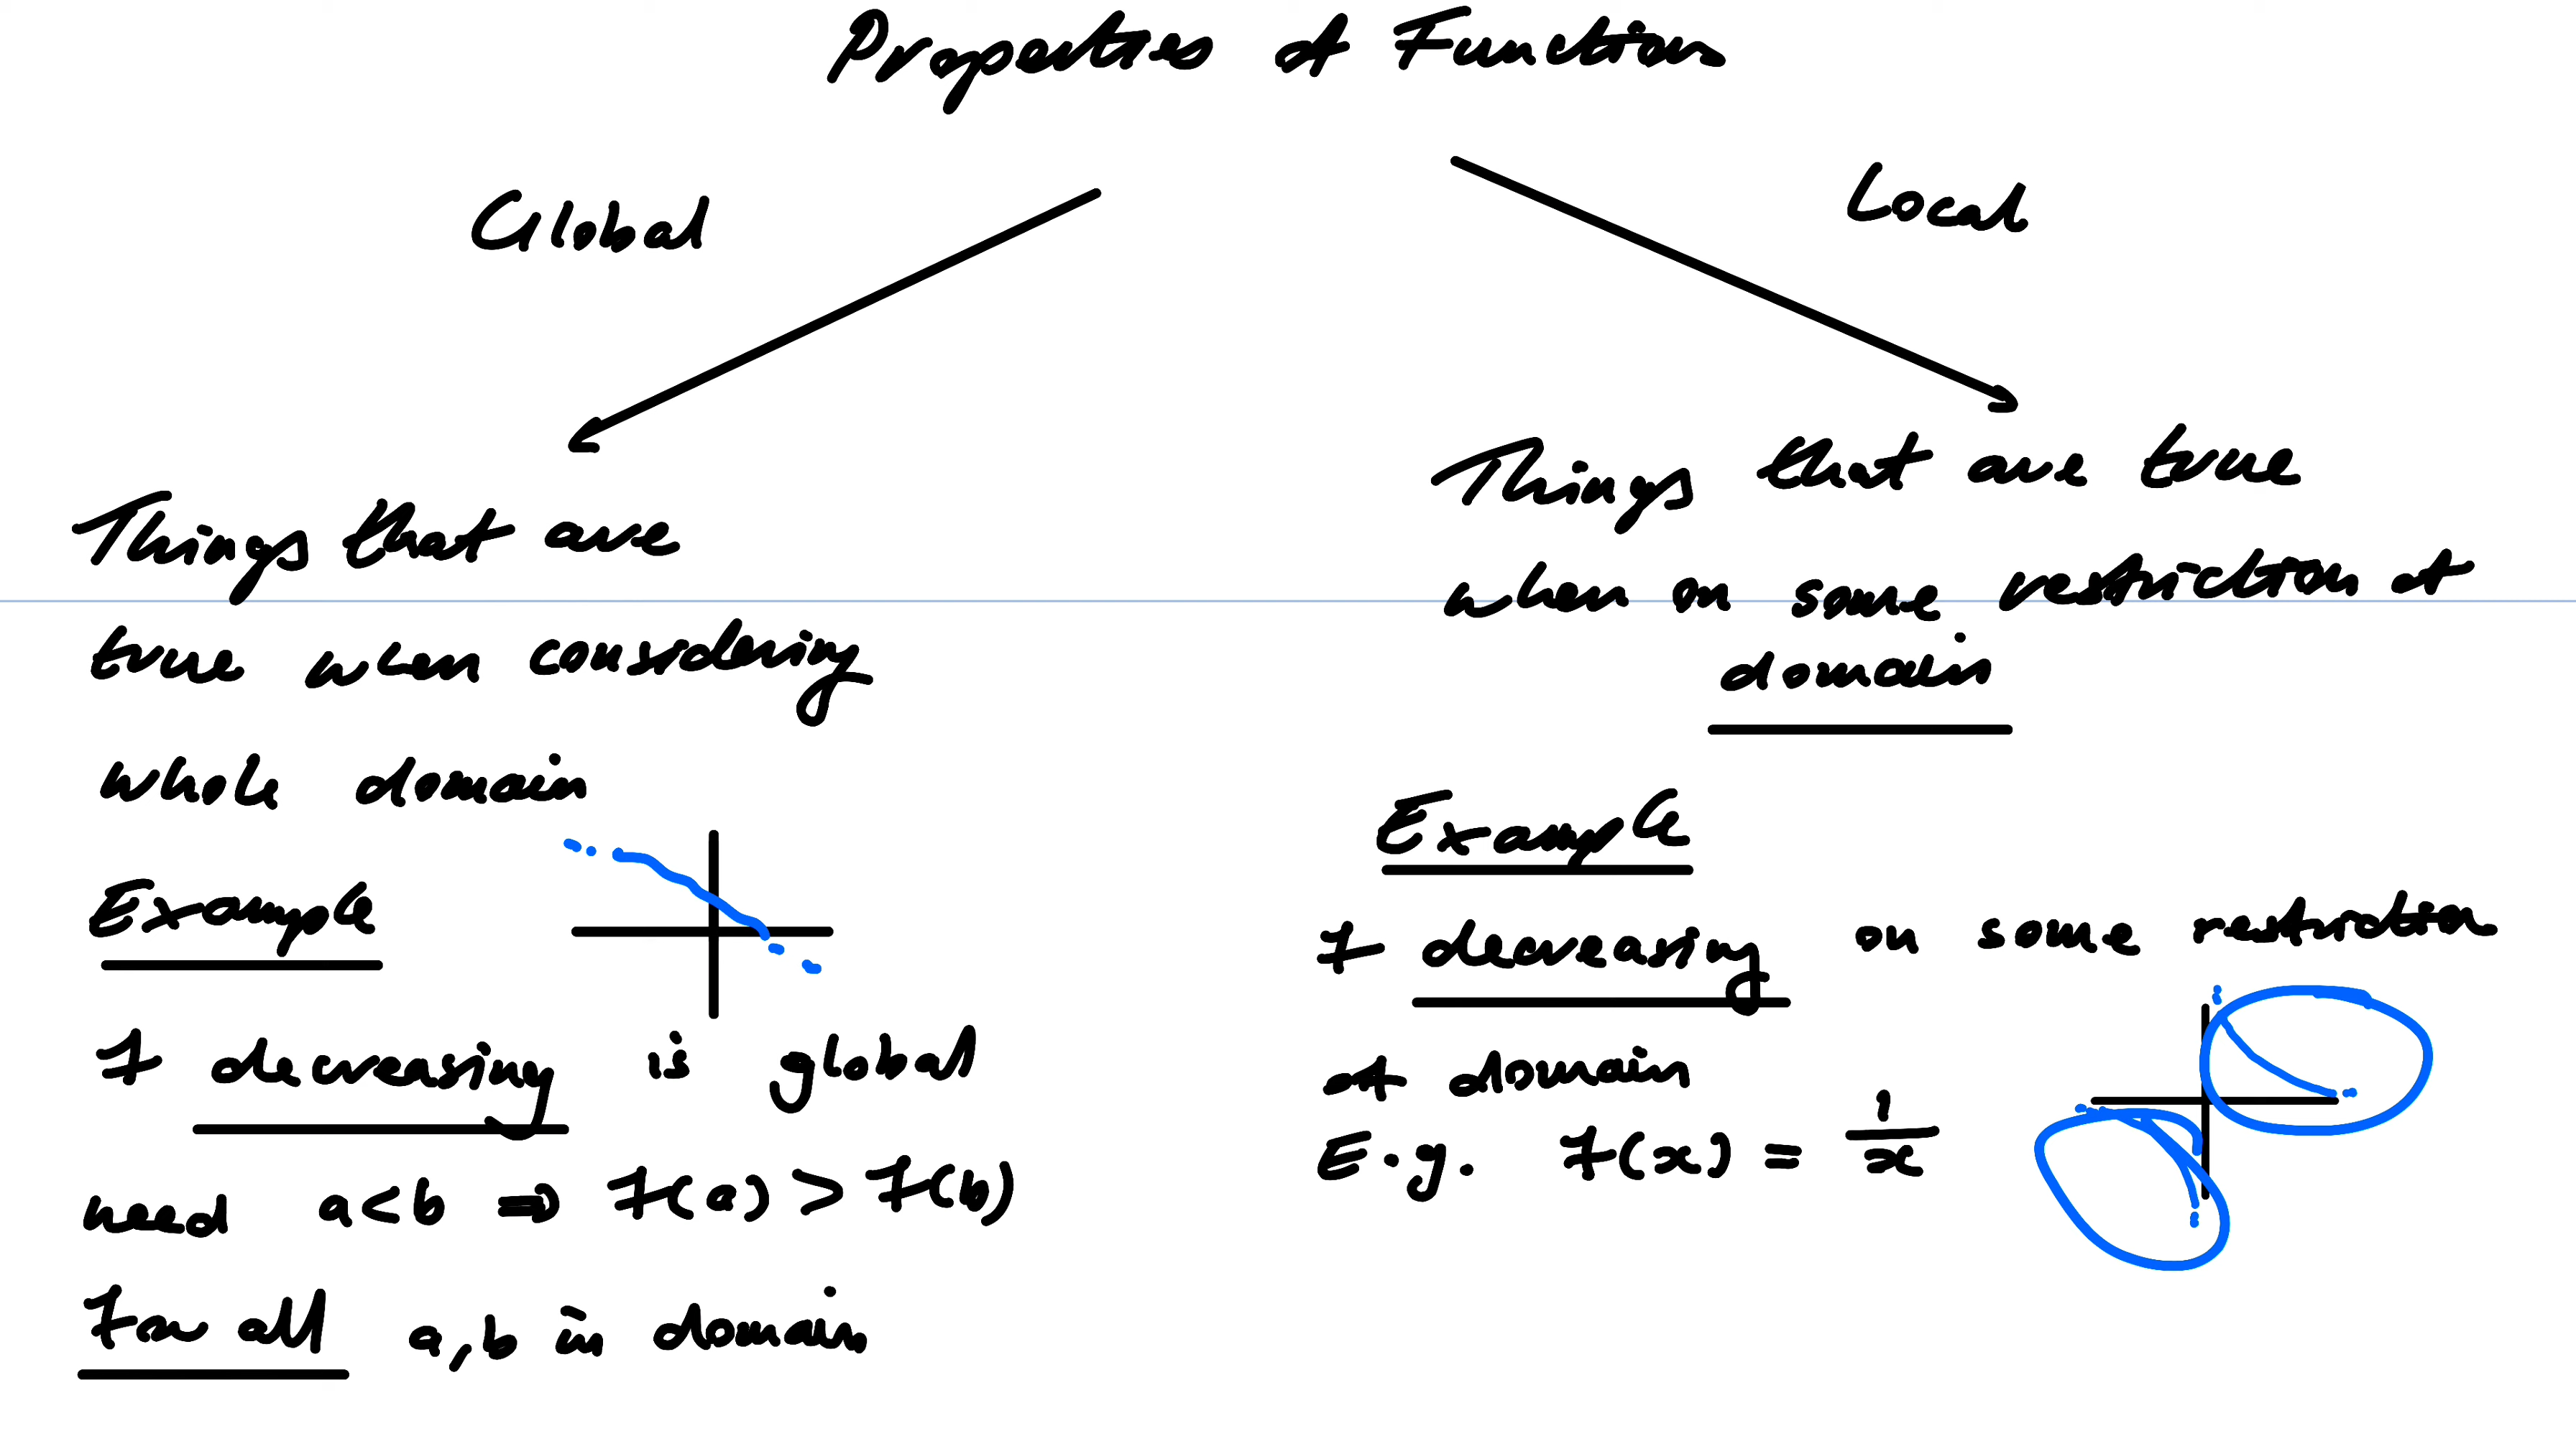 Properties of Function
Global
Local
Things that are
true when considering
whole domain
Example
f decreasing is global
need a<b ⇒ f(a) > f(b)
For all a,b in domain
Things that are true
when on some restriction of
domain
Example
f decreasing on some restriction
of domain
E.g. f(x) = 1/x